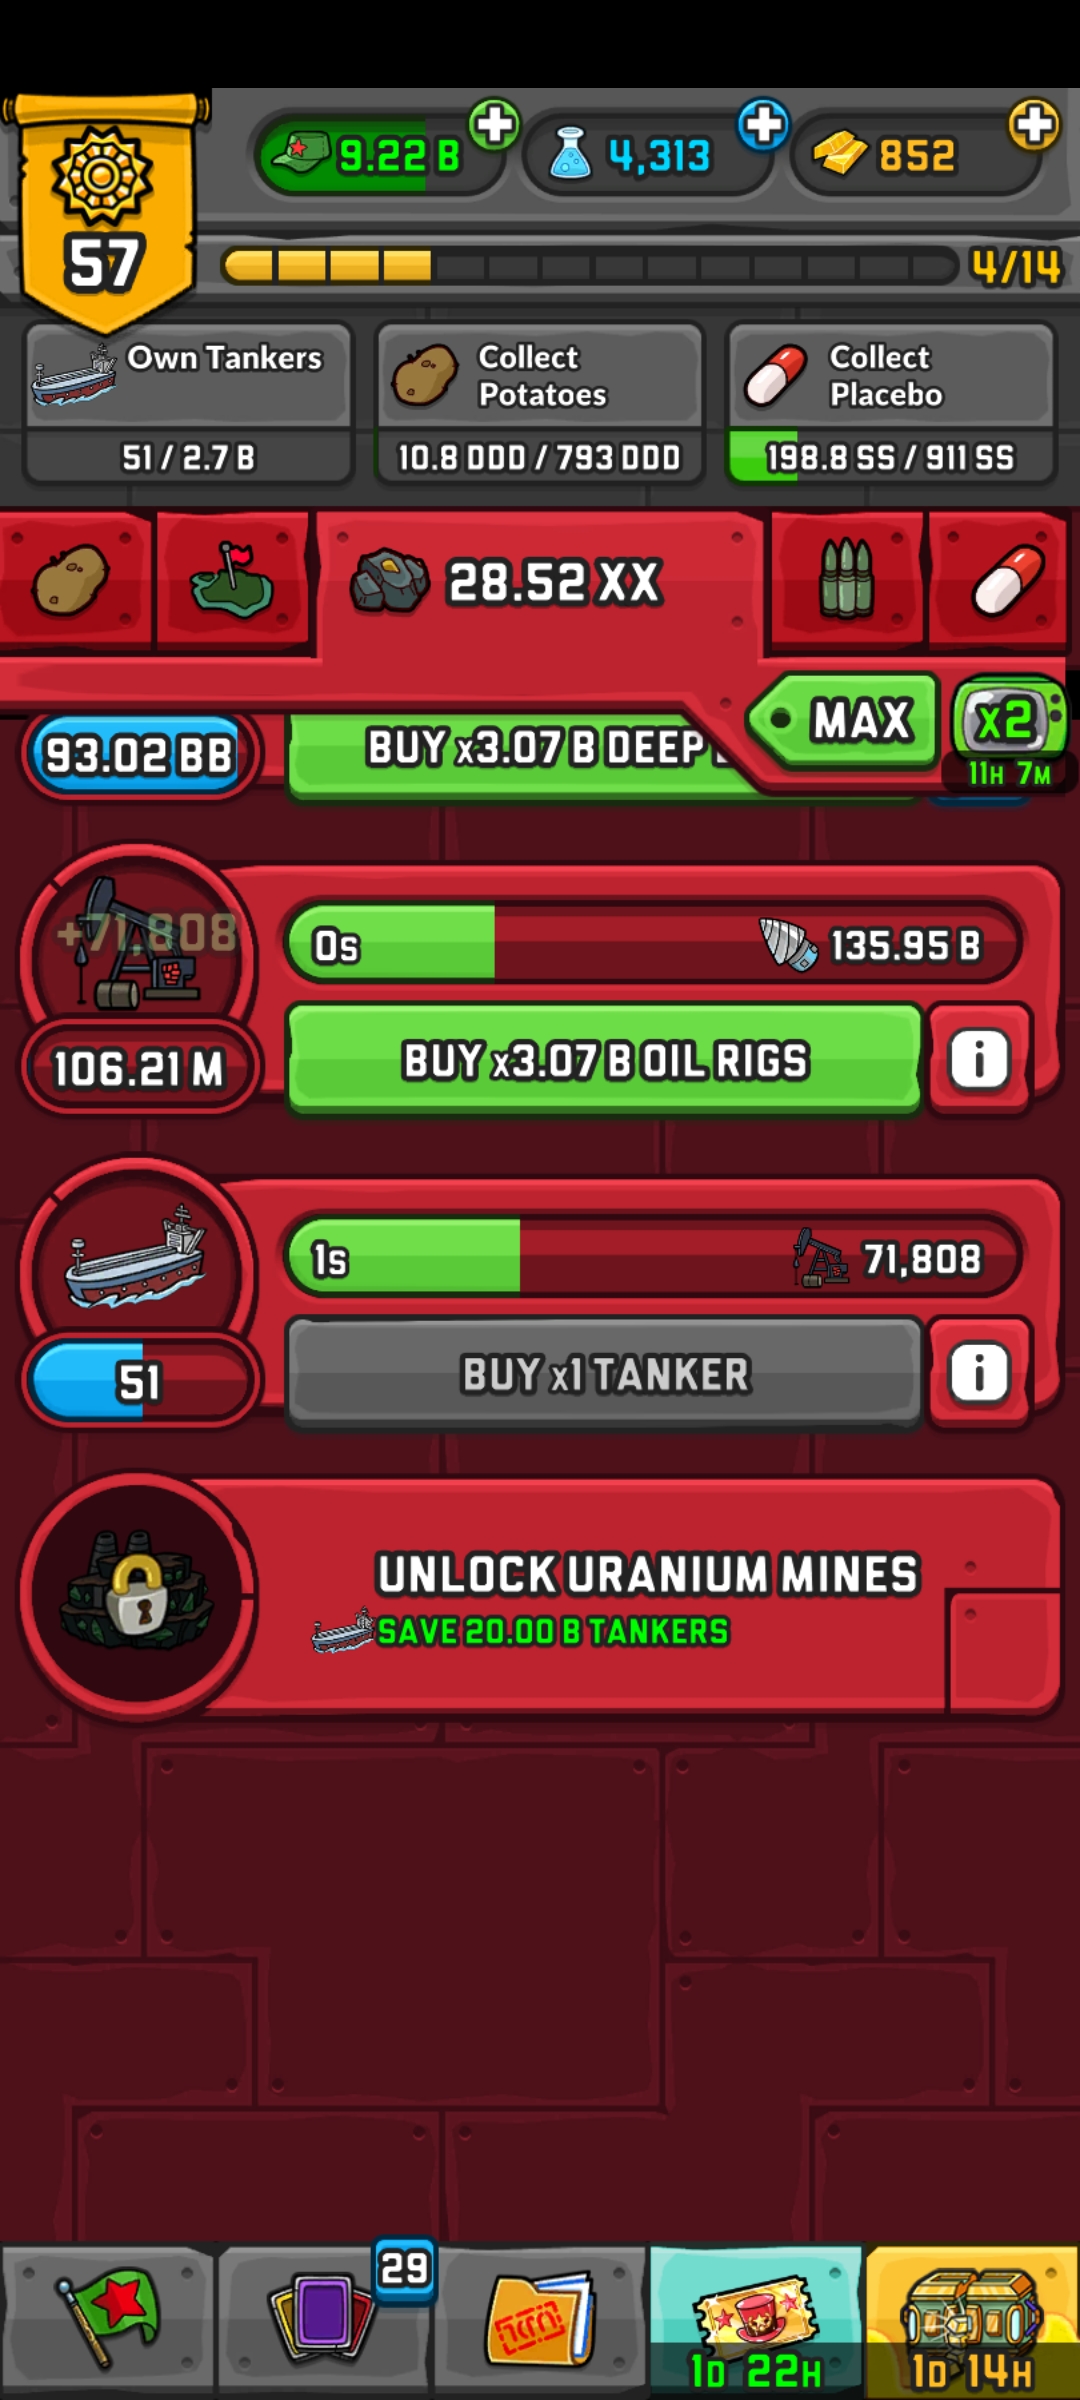 57
9.22 B
4,313
852
4/14
Own Tankers
51 / 2.7 B
Collect
Potatoes
10.8 DDD / 793 DDD
Collect
Placebo
198.8 SS / 911 SS
28.52 XX
MAX
x2
11H 7M
93.02 BB
BUY x3.07 B DEEP
+71,808
0s
135.95 B
106.21 M
BUY x3.07 B OIL RIGS
i
1s
71,808
51
BUY x1 TANKER
i
UNLOCK URANIUM MINES
SAVE 20.00 B TANKERS
29
1D 22H
1D 14H